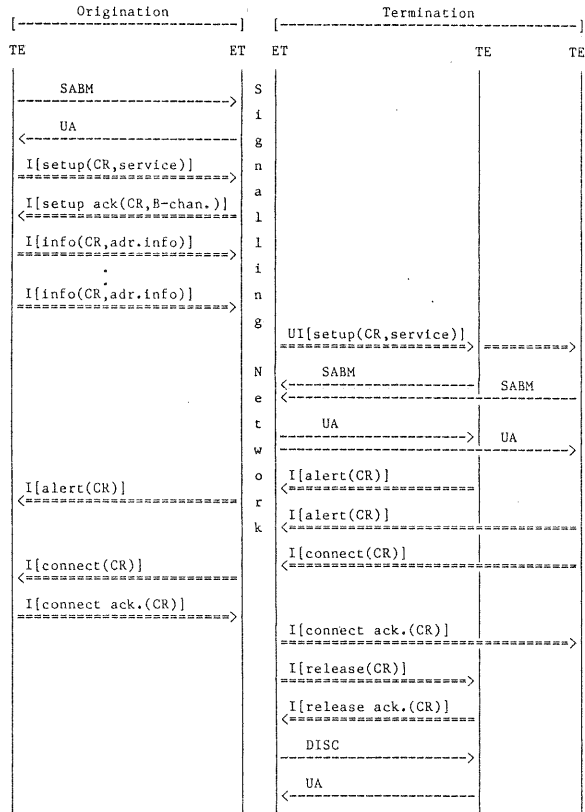 Origination Termination
TE ET ET TE TE
SABM
UA
I[setup(CR,service)]
I[setup ack(CR,B-chan.)]
I[info(CR,adr.info)]
I[info(CR,adr.info)]
Signalling Network
UI[setup(CR,service)]
SABM
SABM
UA
UA
I[alert(CR)]
I[alert(CR)]
I[alert(CR)]
I[connect(CR)]
I[connect(CR)]
I[connect ack.(CR)]
I[connect ack.(CR)]
I[release(CR)]
I[release ack.(CR)]
DISC
UA